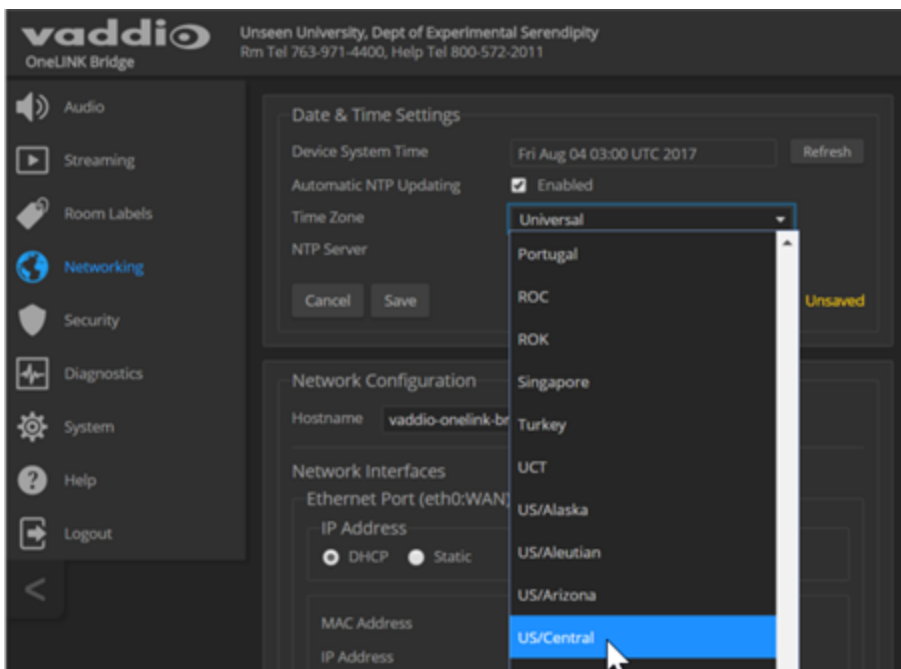 vaddio
OneLINK Bridge
Unseen University, Dept of Experimental Serendipity
Rm Tel 763-971-4400, Help Tel 800-572-2011
Audio
Streaming
Room Labels
Networking
Security
Diagnostics
System
Help
Logout
<
Date & Time Settings
Device System Time Fri Aug 04 03:00 UTC 2017 Refresh
Automatic NTP Updating Enabled
Time Zone Universal
NTP Server
Cancel Save Unsaved
Portugal
ROC
ROK
Singapore
Turkey
UCT
US/Alaska
US/Aleutian
US/Arizona
US/Central
Network Configuration
Hostname vaddio-onelink-br
Network Interfaces
Ethernet Port (eth0:WAN)
IP Address
DHCP Static
MAC Address
IP Address